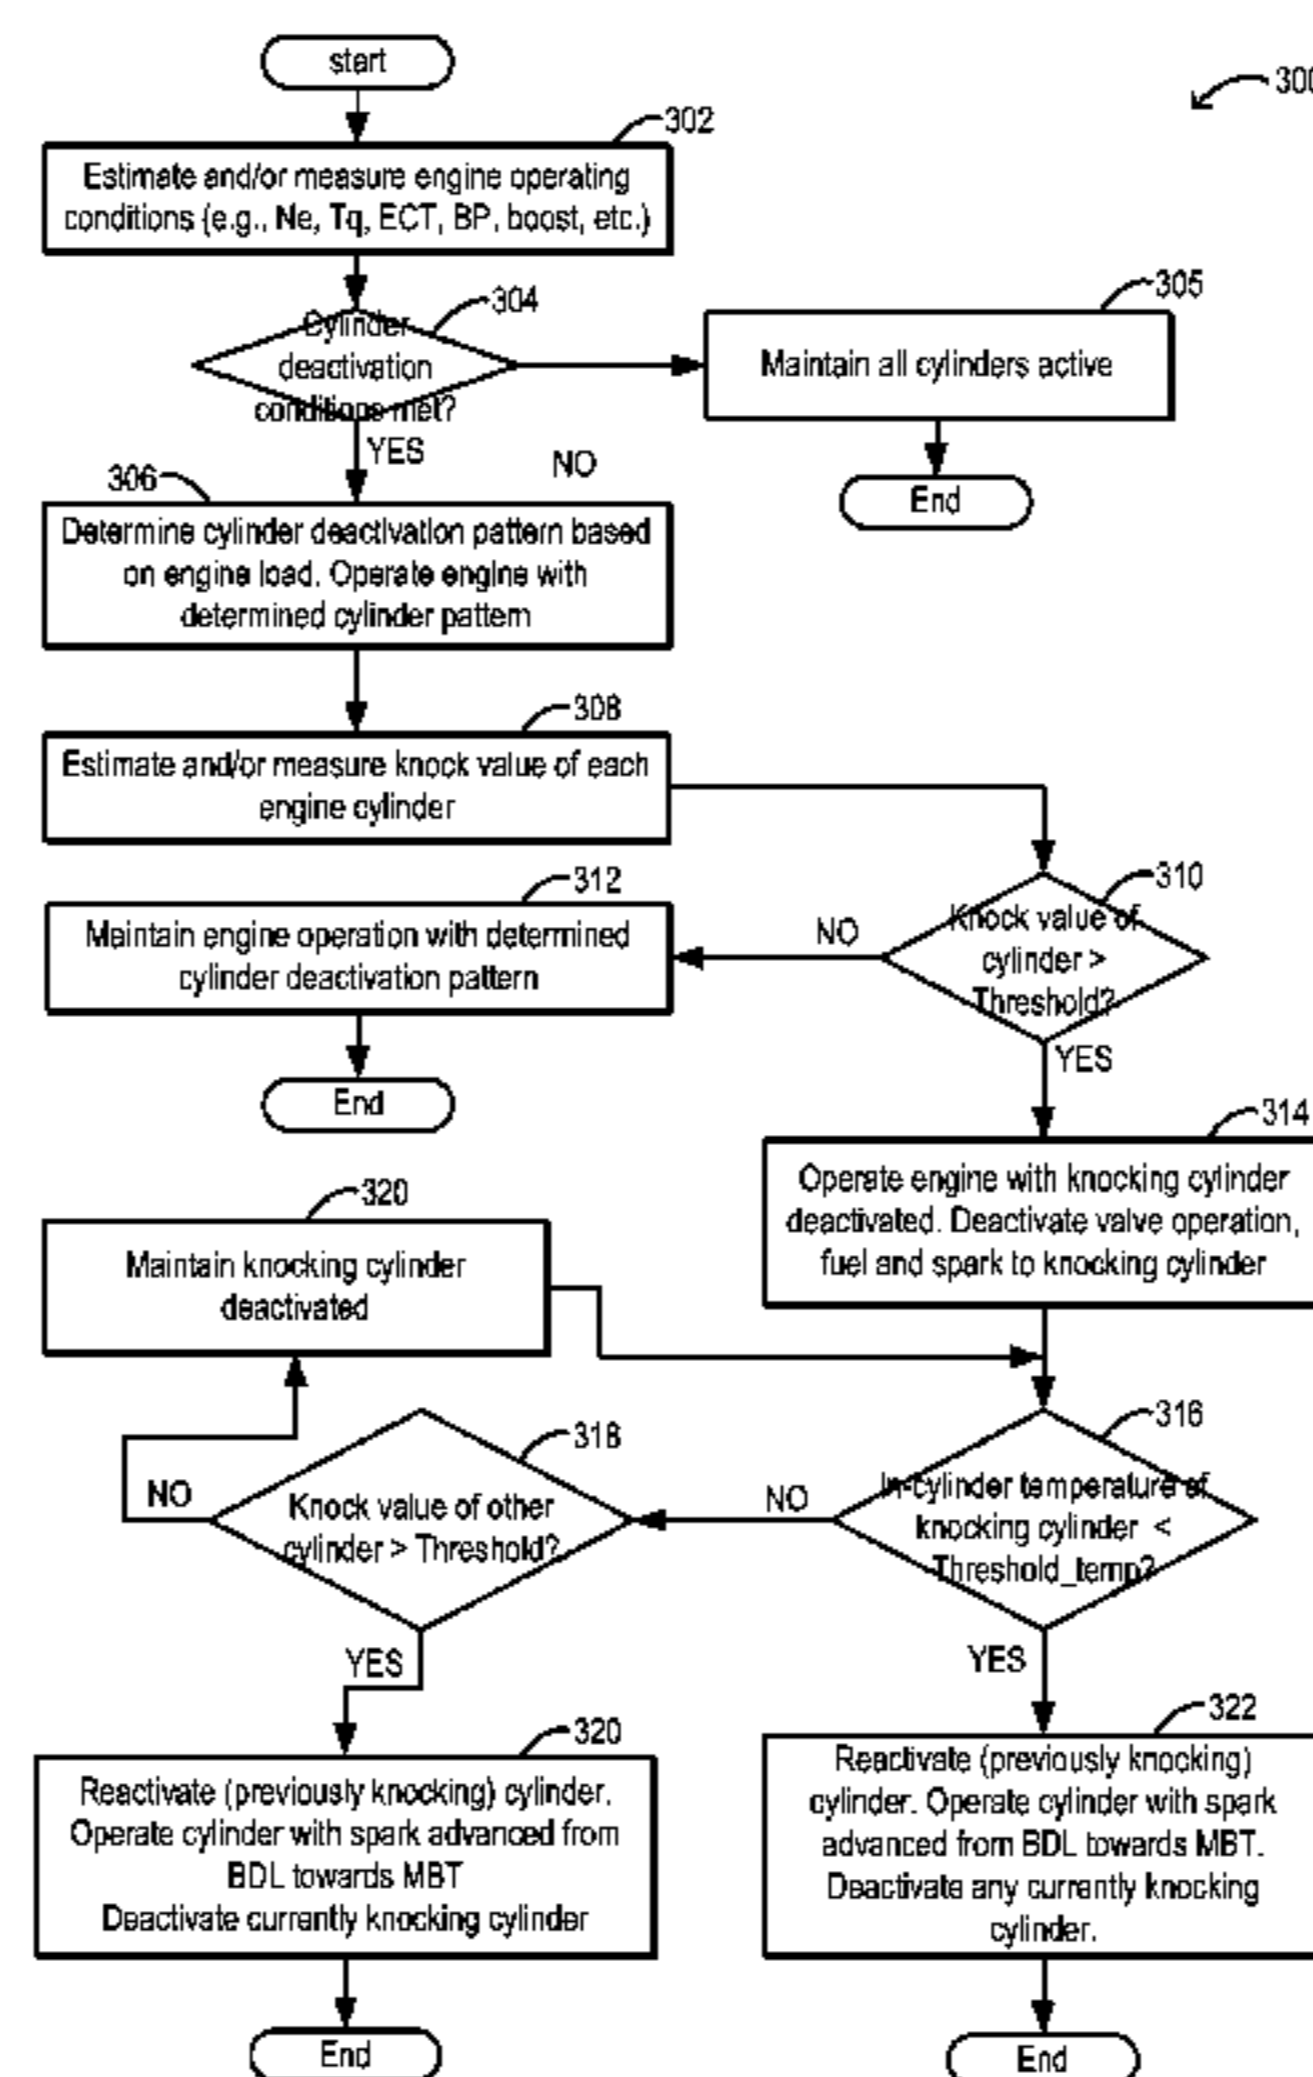 start
300
302
Estimate and/or measure engine operating
conditions (e.g., Ne, Tq, ECT, BP, boost, etc.)
304
Cylinder
deactivation
conditions met?
305
Maintain all cylinders active
YES
NO
End
306
Determine cylinder deactivation pattern based
on engine load. Operate engine with
determined cylinder pattern
308
Estimate and/or measure knock value of each
engine cylinder
310
Knock value of
cylinder >
Threshold?
NO
YES
312
Maintain engine operation with determined
cylinder deactivation pattern
End
314
Operate engine with knocking cylinder
deactivated. Deactivate valve operation,
fuel and spark to knocking cylinder
320
Maintain knocking cylinder
deactivated
316
In-cylinder temperature of
knocking cylinder <
Threshold_temp?
NO
YES
318
Knock value of other
cylinder > Threshold?
NO
YES
320
Reactivate (previously knocking) cylinder.
Operate cylinder with spark advanced from
BDL towards MBT
Deactivate currently knocking cylinder
End
322
Reactivate (previously knocking)
cylinder. Operate cylinder with spark
advanced from BDL towards MBT.
Deactivate any currently knocking
cylinder.
End